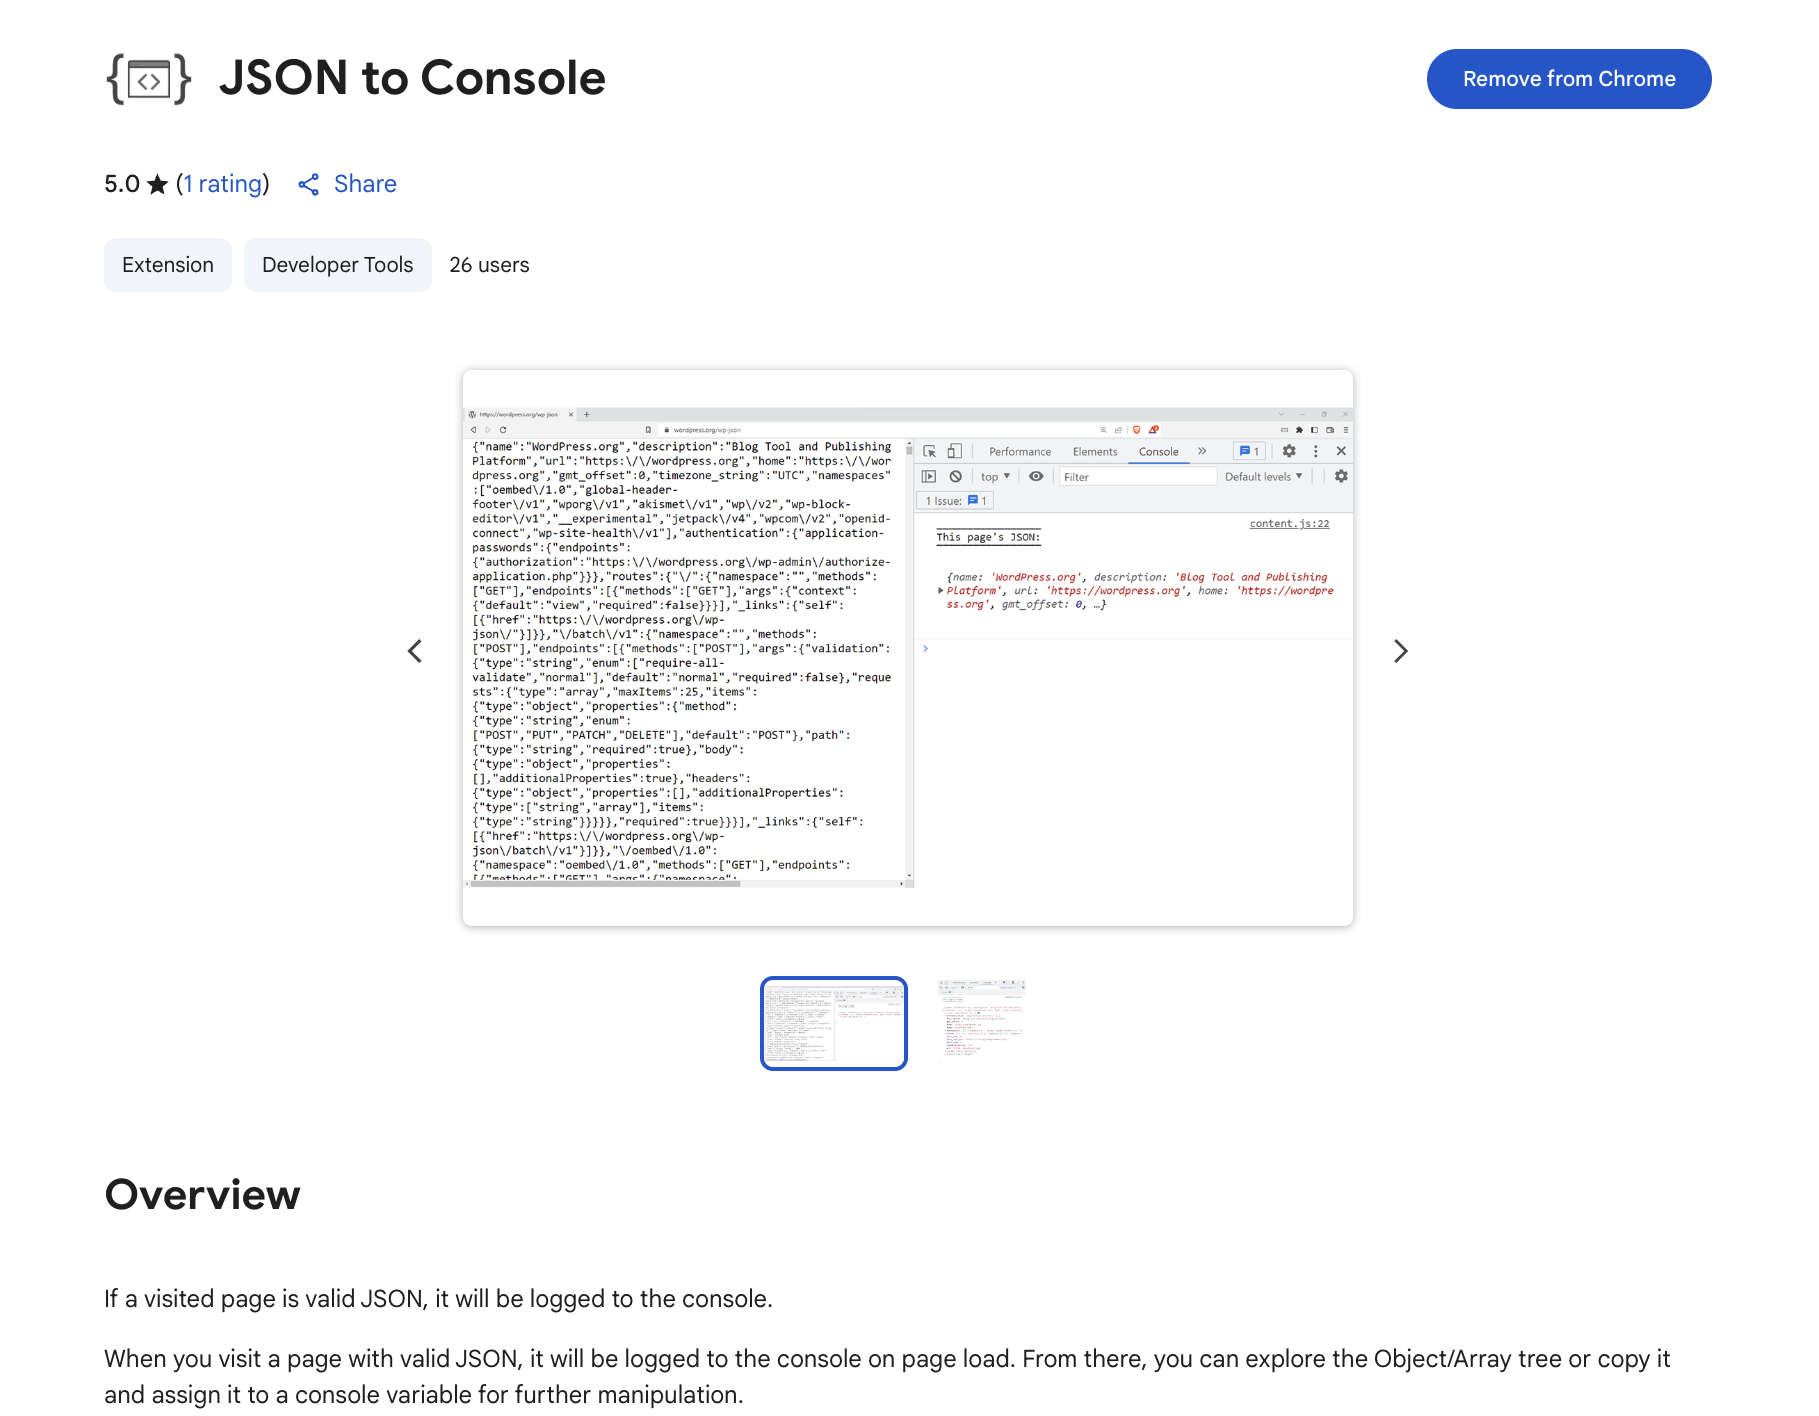 JSON to Console
Remove from Chrome
5.0 ★ (1 rating)
Share
Extension
Developer Tools
26 users
https://wordpress.org/wp-json
wordpress.org/wp-json
{"name":"WordPress.org","description":"Blog Tool and Publishing
Platform","url":"https:\/\/wordpress.org","home":"https:\/\/wor
dpress.org","gmt_offset":0,"timezone_string":"UTC","namespaces"
:["oembed\/1.0","global-header-
footer\/v1","wporg\/v1","akismet\/v1","wp\/v2","wp-block-
editor\/v1","__experimental","jetpack\/v4","wpcom\/v2","openid-
connect","wp-site-health\/v1"],"authentication":{"application-
passwords":{"endpoints":
{"authorization":"https:\/\/wordpress.org\/wp-admin\/authorize-
application.php"}}},"routes":{"\/":{"namespace":"","methods":
["GET"],"endpoints":[{"methods":["GET"],"args":{"context":
{"default":"view","required":false}}}],"_links":{"self":
[{"href":"https:\/\/wordpress.org\/wp-
json\/"}]}},"\/batch\/v1":{"namespace":"","methods":
["POST"],"endpoints":[{"methods":["POST"],"args":{"validation":
{"type":"string","enum":["require-all-
validate","normal"],"default":"normal","required":false},"reque
sts":{"type":"array","maxItems":25,"items":
{"type":"object","properties":{"method":
{"type":"string","enum":
["POST","PUT","PATCH","DELETE"],"default":"POST"},"path":
{"type":"string","required":true},"body":
{"type":"object","properties":
[],"additionalProperties":true},"headers":
{"type":"object","properties":[],"additionalProperties":
{"type":["string","array"],"items":
{"type":"string"}}}}},"required":true}}}],"_links":{"self":
[{"href":"https:\/\/wordpress.org\/wp-
json\/batch\/v1"}]}},"\/oembed\/1.0":
{"namespace":"oembed\/1.0","methods":["GET"],"endpoints":
[{"methods":["GET"],"args":{"namespace":
Performance Elements Console » 1
top Filter Default levels
1 Issue: 1
content.js:22
This page's JSON:
{name: 'WordPress.org', description: 'Blog Tool and Publishing
Platform', url: 'https://wordpress.org', home: 'https://wordpre
ss.org', gmt_offset: 0, …}
Overview
If a visited page is valid JSON, it will be logged to the console.
When you visit a page with valid JSON, it will be logged to the console on page load. From there, you can explore the Object/Array tree or copy it
and assign it to a console variable for further manipulation.